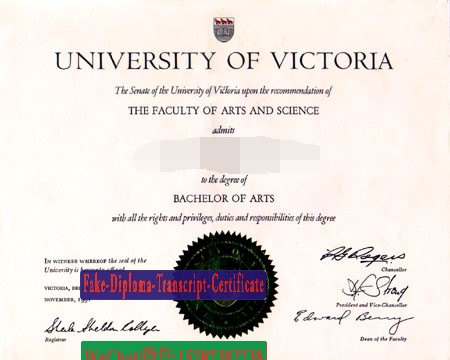 UNIVERSITY OF VICTORIA
The Senate of the University of Victoria upon the recommendation of
THE FACULTY OF ARTS AND SCIENCE
admits
to the degree of
BACHELOR OF ARTS
with all the rights and privileges, duties and responsibilities of this degree
IN WITNESS WHEREOF the seal of the
University is
VICTORIA,
NOVEMBER,
Fake-Diploma-Transcript-Certificate
Chancellor
President and Vice-Chancellor
Edward Berry
Dean of the Faculty
Registrar